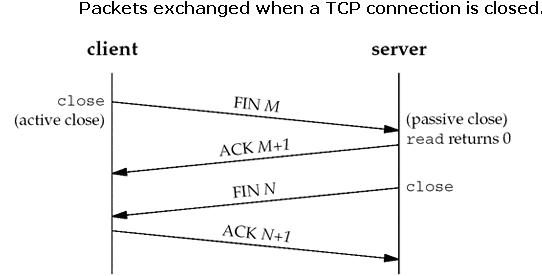 Packets exchanged when a TCP connection is closed.
client
server
close
(active close)
FIN M
(passive close)
read returns 0
ACK M+1
FIN N
close
ACK N+1